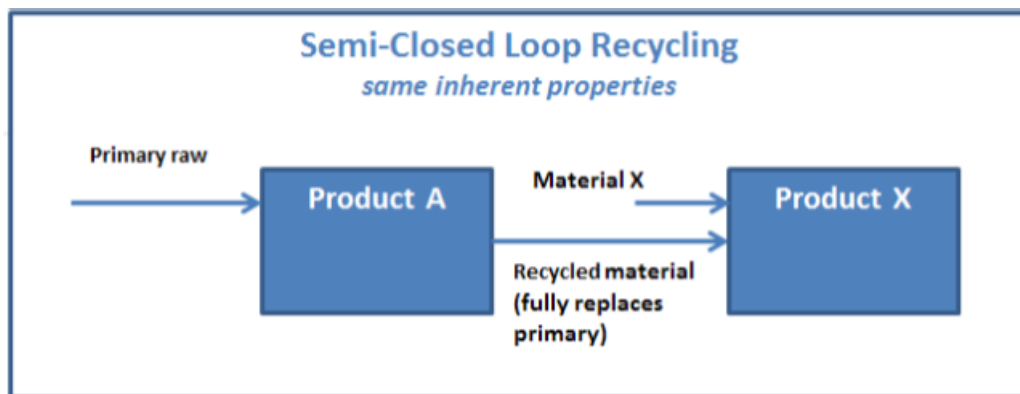 Semi-Closed Loop Recycling
same inherent properties
Primary raw
Product A
Material X
Product X
Recycled material
(fully replaces
primary)